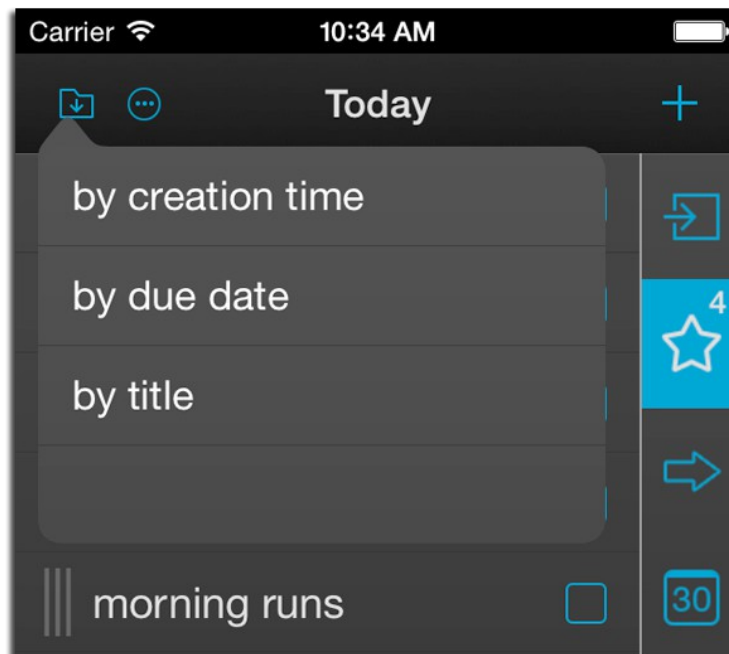 Carrier 10:34 AM
Today
by creation time
4
by due date
by title
morning runs
30